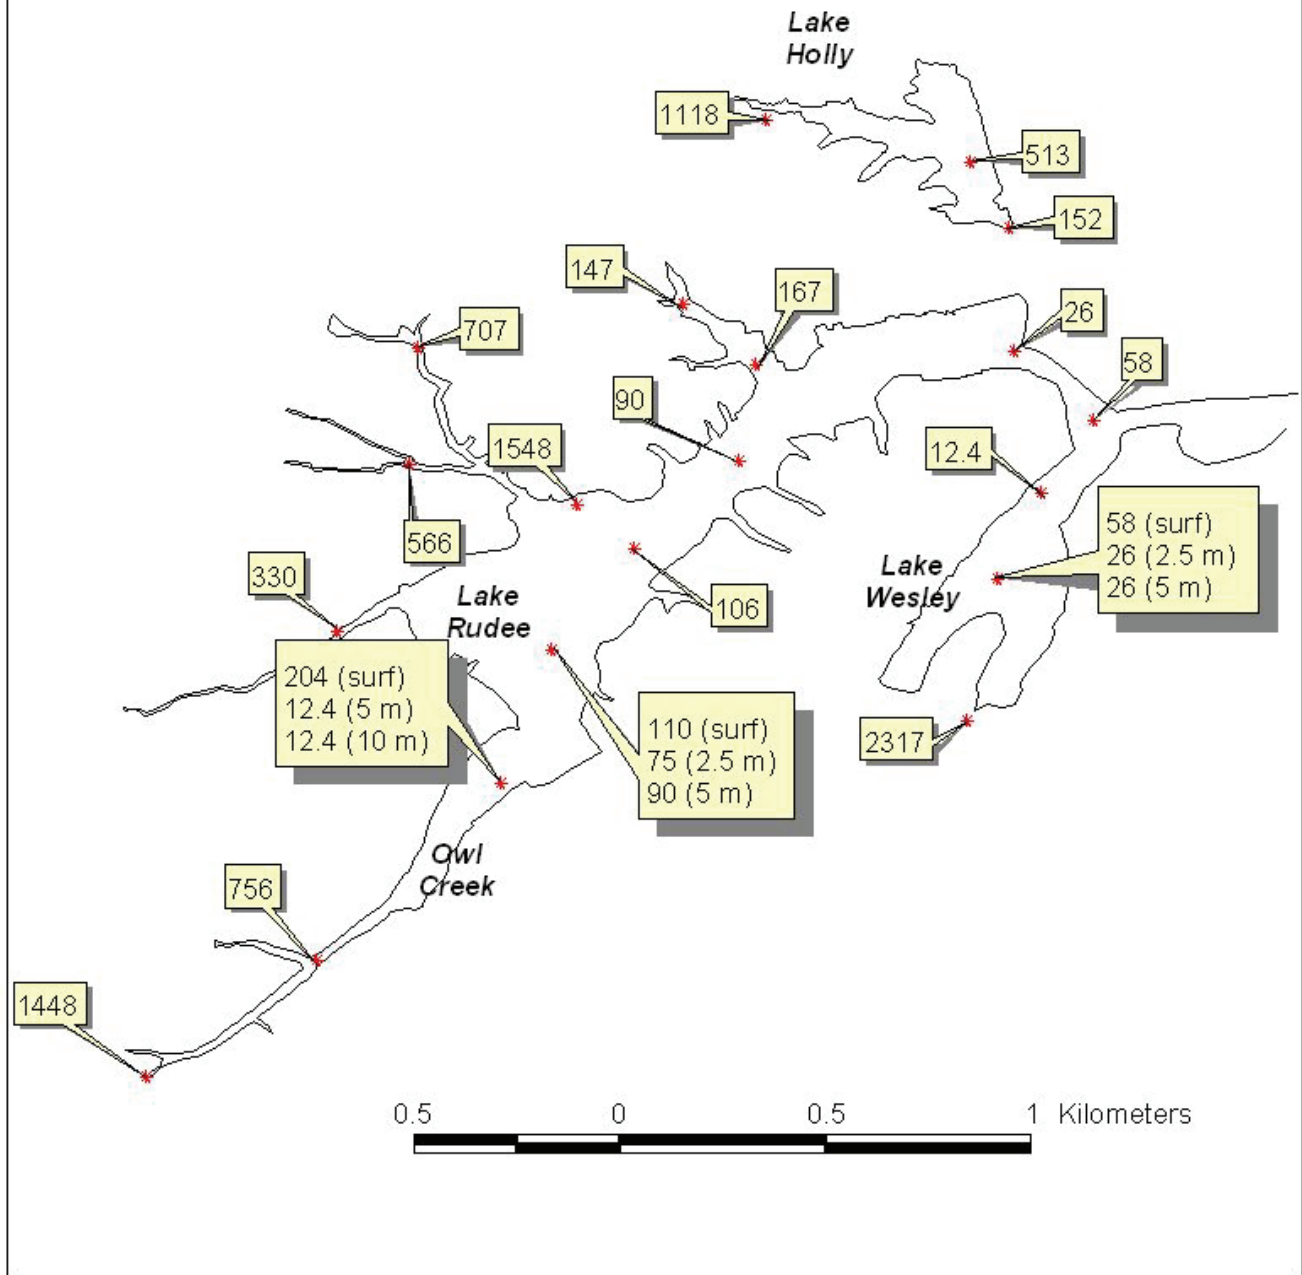 Lake
Holly
1118
513
152
147
167
26
707
58
90
1548
12.4
566
58 (surf)
26 (2.5 m)
26 (5 m)
330
Lake
Wesley
Lake
Rudee
106
204 (surf)
12.4 (5 m)
12.4 (10 m)
110 (surf)
75 (2.5 m)
90 (5 m)
2317
Owl
Creek
756
1448
0.5 0 0.5 1 Kilometers